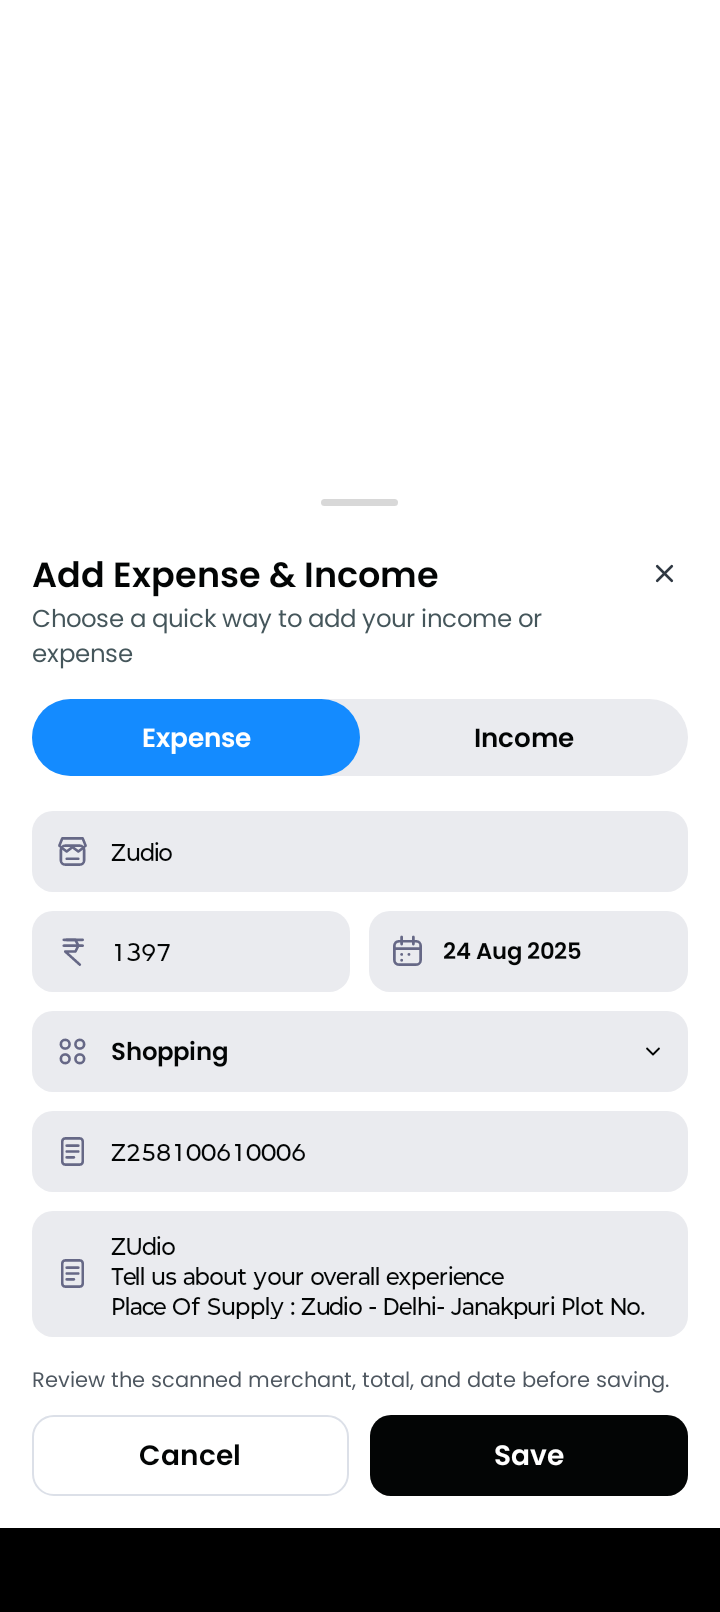 Add Expense & Income
Choose a quick way to add your income or
expense
Expense
Income
Zudio
₹ 1397
24 Aug 2025
Shopping
Z258100610006
ZUdio
Tell us about your overall experience
Place Of Supply : Zudio - Delhi- Janakpuri Plot No.
Review the scanned merchant, total, and date before saving.
Cancel
Save